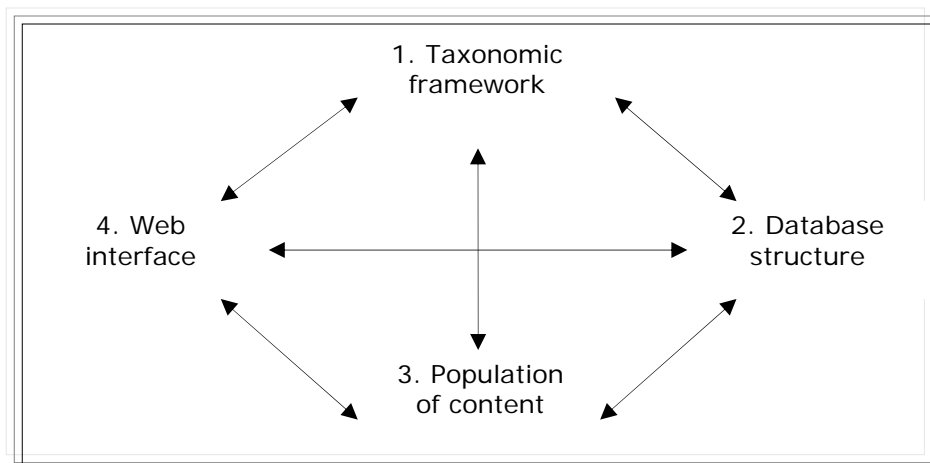 1. Taxonomic
framework
4. Web
interface
2. Database
structure
3. Population
of content